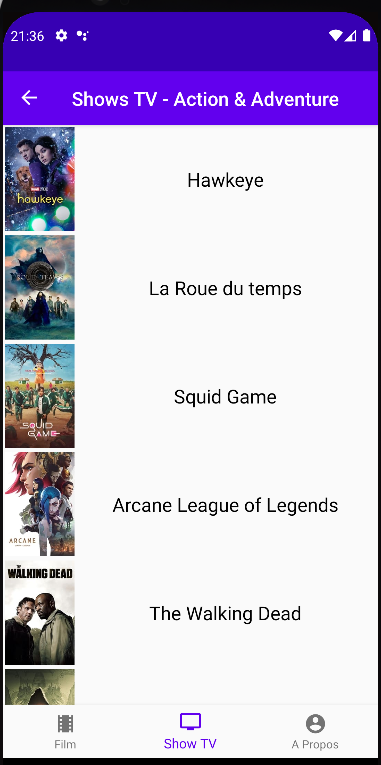 21:36
Shows TV - Action & Adventure
hawkeye
Hawkeye
La Roue du temps
SQUID
GAME
Squid Game
ARCANE
Arcane League of Legends
THE
WALKING DEAD
The Walking Dead
Film
Show TV
A Propos